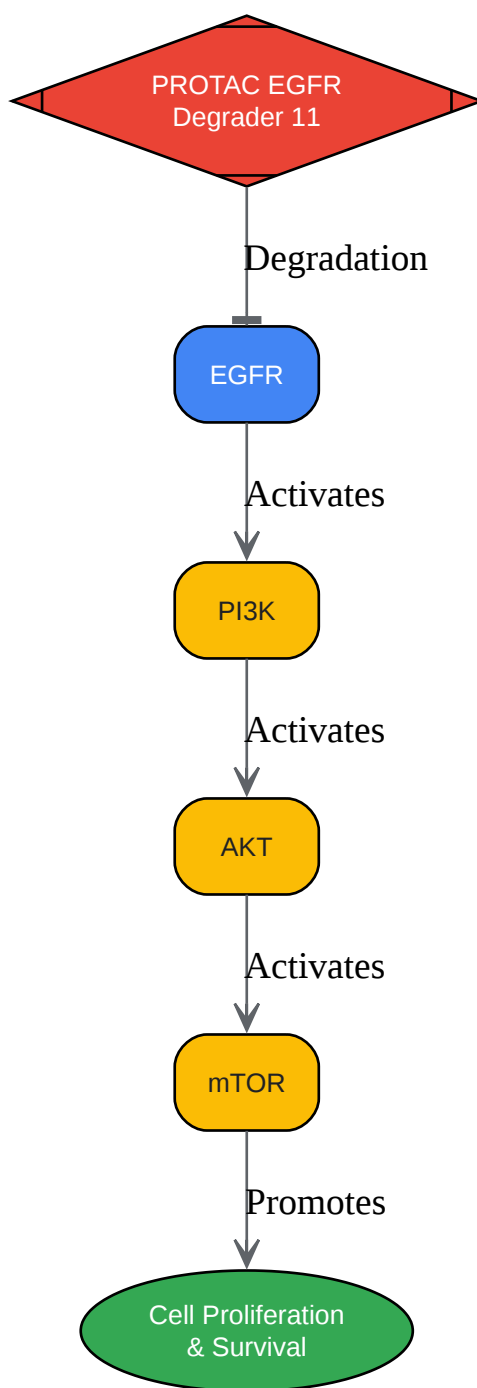 PROTAC EGFR
Degrader 11
Degradation
EGFR
Activates
PI3K
Activates
AKT
Activates
mTOR
Promotes
Cell Proliferation
& Survival